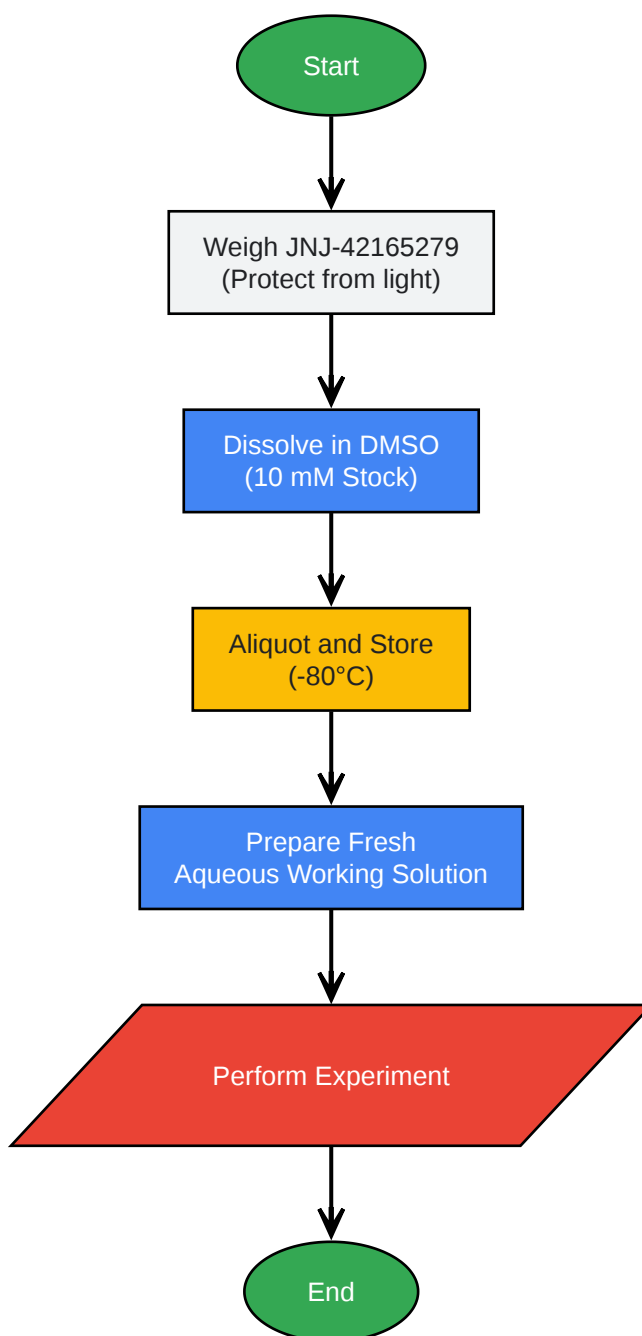 Start
Weigh JNJ-42165279
(Protect from light)
Dissolve in DMSO
(10 mM Stock)
Aliquot and Store
(-80°C)
Prepare Fresh
Aqueous Working Solution
Perform Experiment
End